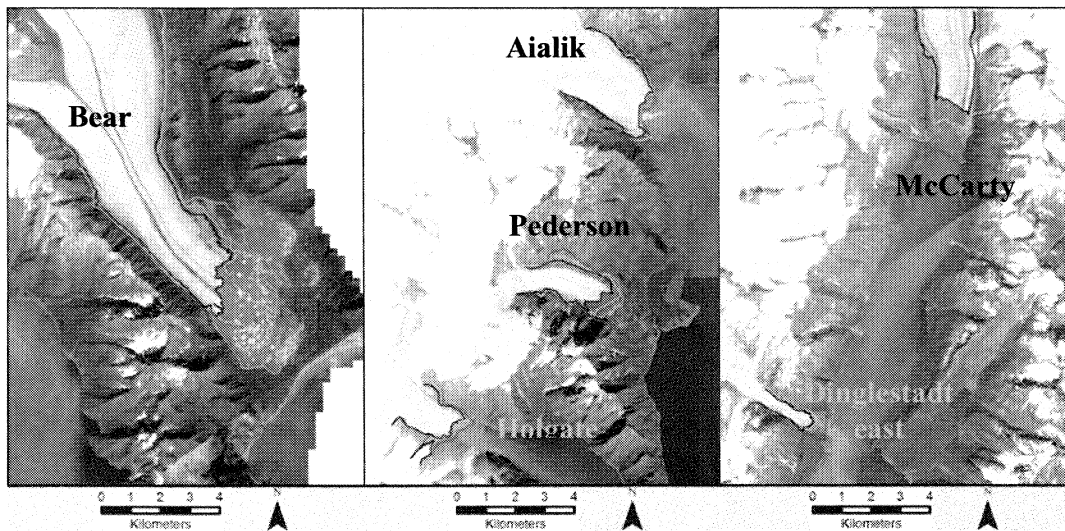 Bear
Aialik
Pederson
Holgate
McCarty
Dinglestadt
east
0 1 2 3 4
Kilometers
N
0 1 2 3 4
Kilometers
N
0 1 2 3 4
Kilometers
N